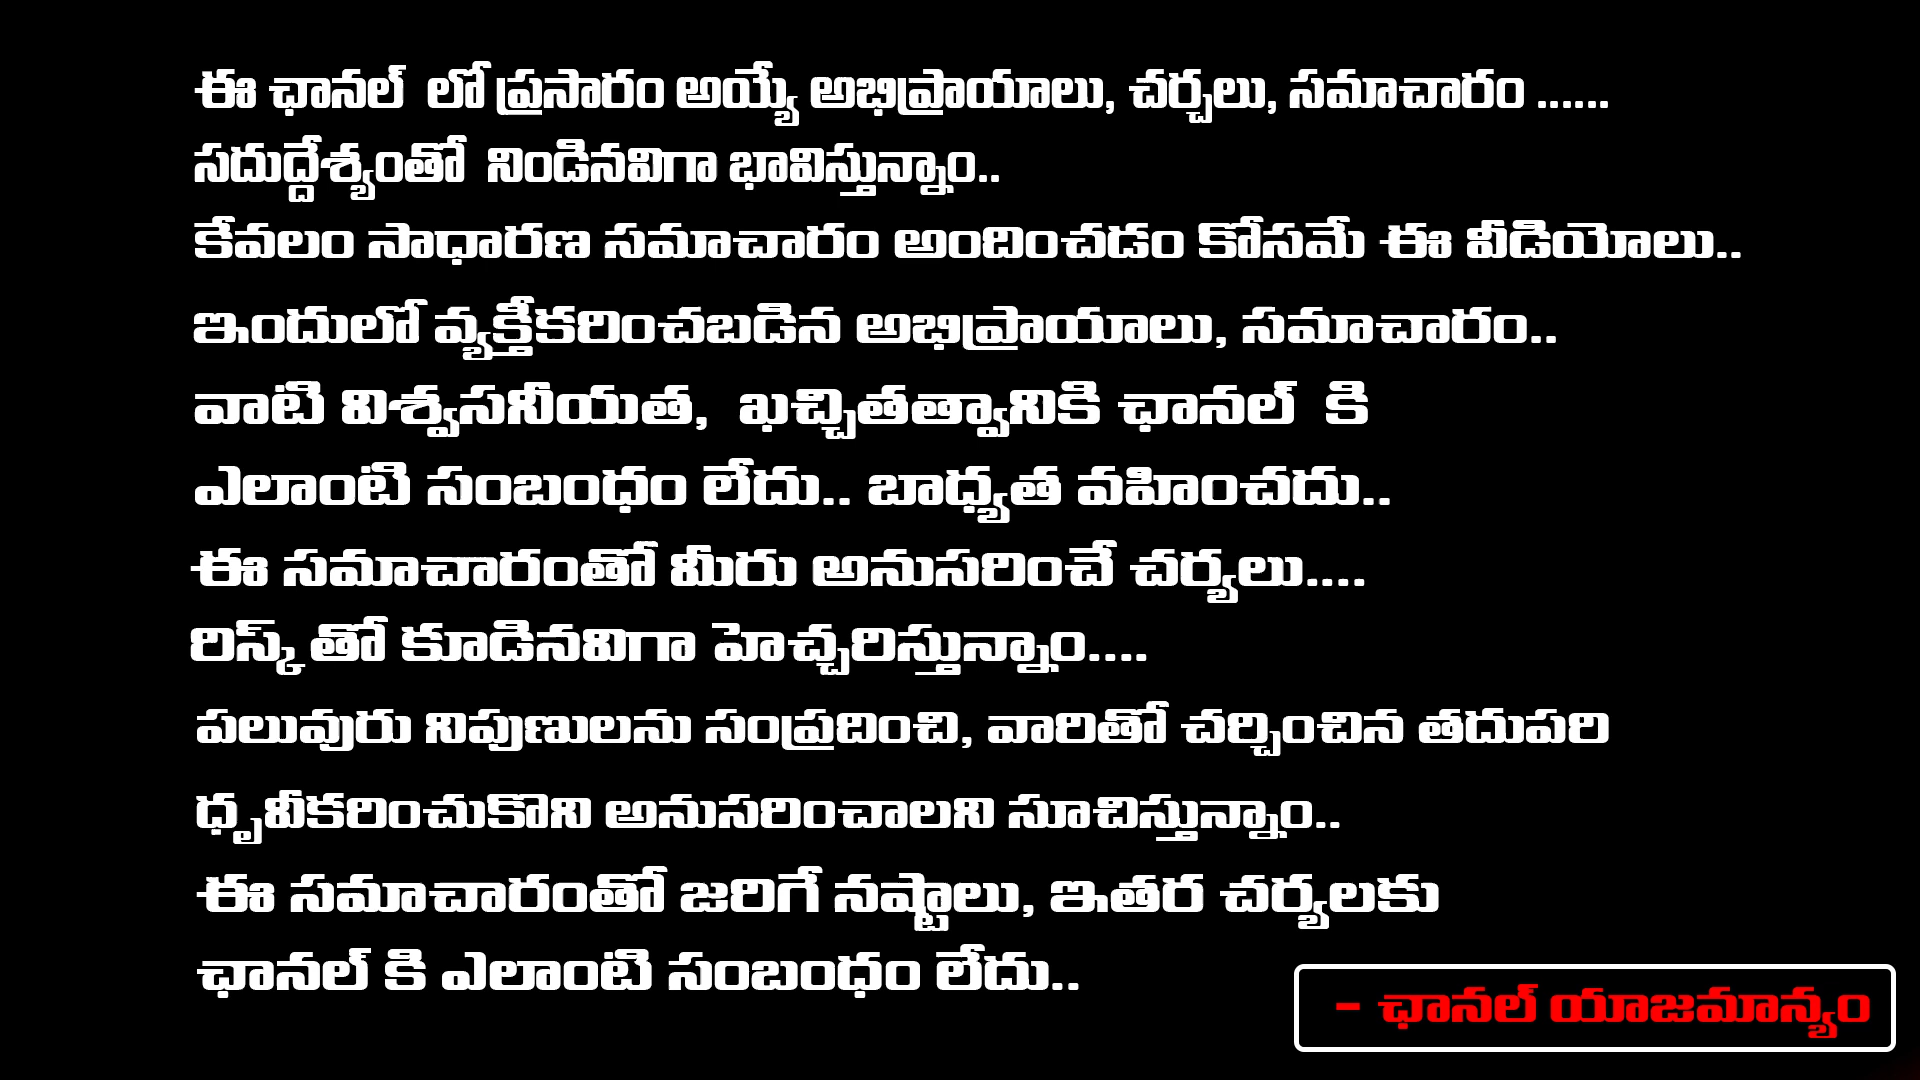 ఈ ఛానల్ లో ప్రసారం అయ్యే అభిప్రాయాలు, చర్చలు, సమాచారం ......
సదుద్దేశ్యంతో నిండినవిగా భావిస్తున్నాం..
కేవలం సాధారణ సమాచారం అందించడం కోసమే ఈ వీడియోలు..
ఇందులో వ్యక్తీకరించబడిన అభిప్రాయాలు, సమాచారం..
వాటి విశ్వసనీయత, ఖచ్చితత్వానికి ఛానల్ కి
ఎలాంటి సంబంధం లేదు.. బాధ్యత వహించదు..
ఈ సమాచారంతో మీరు అనుసరించే చర్యలు....
రిస్క్ తో కూడినవిగా హెచ్చరిస్తున్నాం....
పలువురు నిపుణులను సంప్రదించి, వారితో చర్చించిన తదుపరి
ధృవీకరించుకొని అనుసరించాలని సూచిస్తున్నాం..
ఈ సమాచారంతో జరిగే నష్టాలు, ఇతర చర్యలకు
ఛానల్ కి ఎలాంటి సంబంధం లేదు..
- ఛానల్ యాజమాన్యం